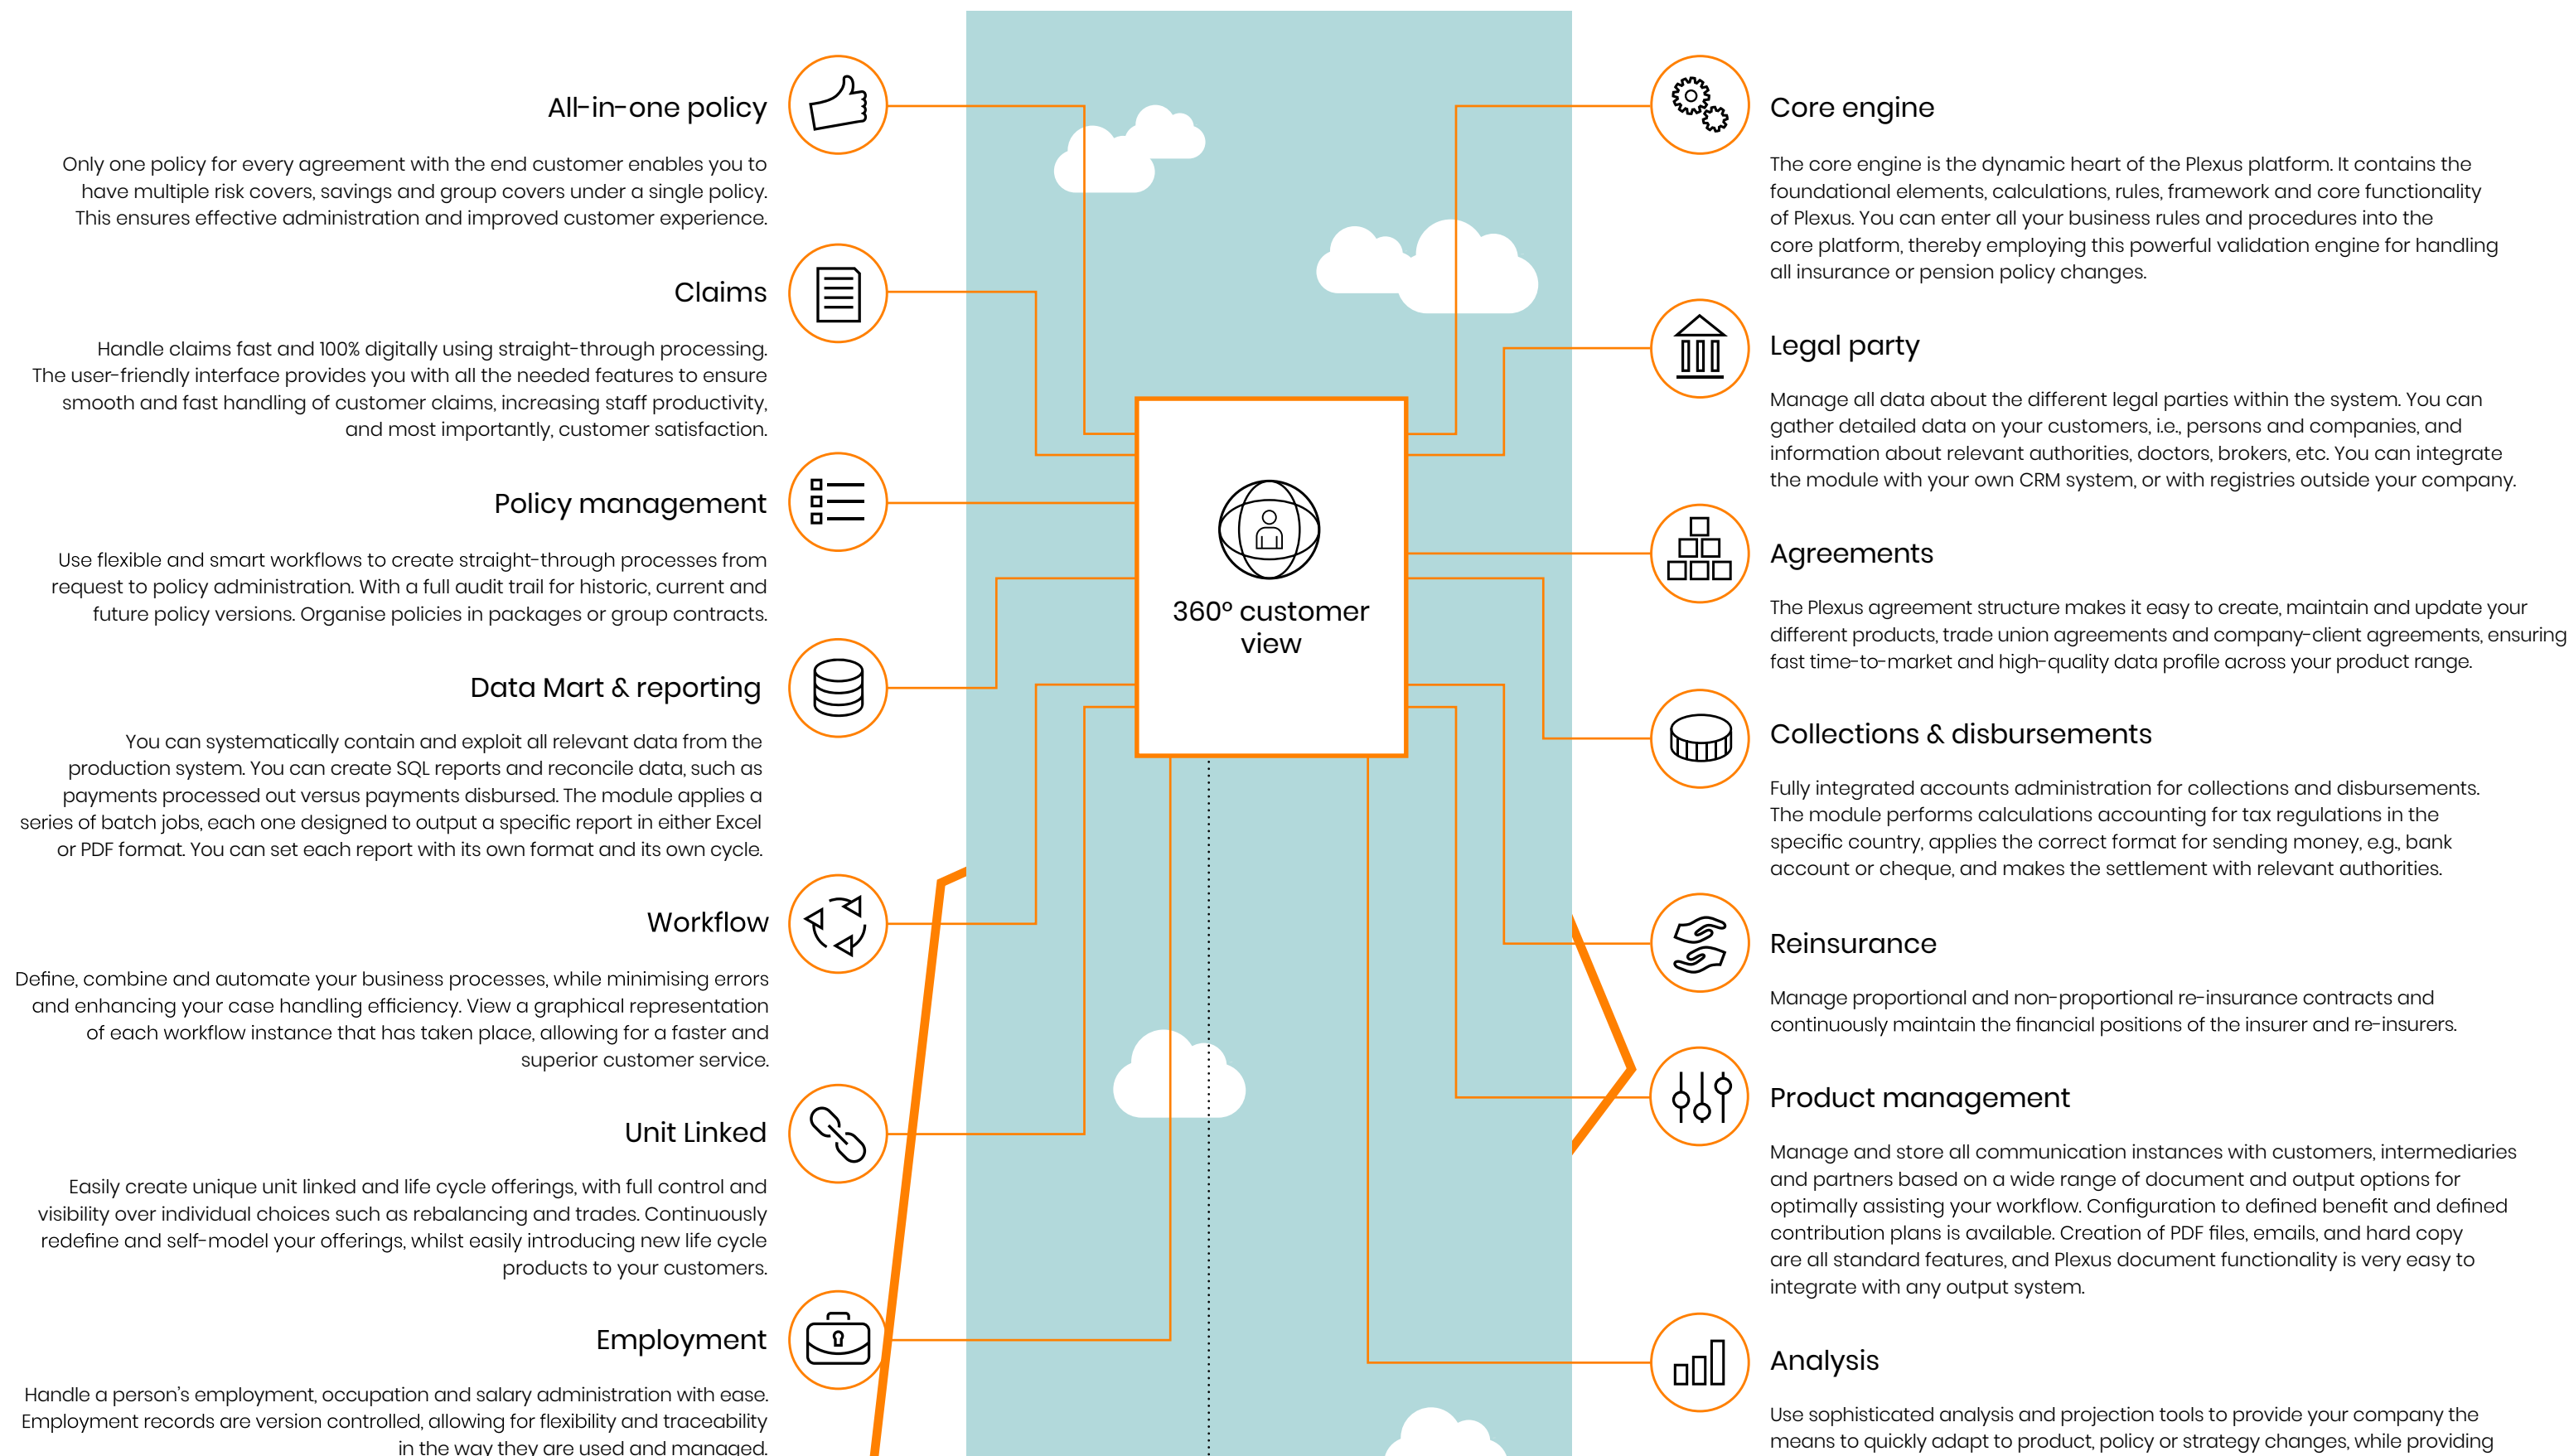 All-in-one policy
Only one policy for every agreement with the end customer enables you to
have multiple risk covers, savings and group covers under a single policy.
This ensures effective administration and improved customer experience.
Claims
Handle claims fast and 100% digitally using straight-through processing.
The user-friendly interface provides you with all the needed features to ensure
smooth and fast handling of customer claims, increasing staff productivity,
and most importantly, customer satisfaction.
Policy management
Use flexible and smart workflows to create straight-through processes from
request to policy administration. With a full audit trail for historic, current and
future policy versions. Organise policies in packages or group contracts.
Data Mart & reporting
You can systematically contain and exploit all relevant data from the
production system. You can create SQL reports and reconcile data, such as
payments processed out versus payments disbursed. The module applies a
series of batch jobs, each one designed to output a specific report in either Excel
or PDF format. You can set each report with its own format and its own cycle.
Workflow
Define, combine and automate your business processes, while minimising errors
and enhancing your case handling efficiency. View a graphical representation
of each workflow instance that has taken place, allowing for a faster and
superior customer service.
Unit Linked
Easily create unique unit linked and life cycle offerings, with full control and
visibility over individual choices such as rebalancing and trades. Continuously
redefine and self-model your offerings, whilst easily introducing new life cycle
products to your customers.
Employment
Handle a person's employment, occupation and salary administration with ease.
Employment records are version controlled, allowing for flexibility and traceability
in the way they are used and managed.
360° customer
view
Core engine
The core engine is the dynamic heart of the Plexus platform. It contains the
foundational elements, calculations, rules, framework and core functionality
of Plexus. You can enter all your business rules and procedures into the
core platform, thereby employing this powerful validation engine for handling
all insurance or pension policy changes.
Legal party
Manage all data about the different legal parties within the system. You can
gather detailed data on your customers, i.e., persons and companies, and
information about relevant authorities, doctors, brokers, etc. You can integrate
the module with your own CRM system, or with registries outside your company.
Agreements
The Plexus agreement structure makes it easy to create, maintain and update your
different products, trade union agreements and company-client agreements, ensuring
fast time-to-market and high-quality data profile across your product range.
Collections & disbursements
Fully integrated accounts administration for collections and disbursements.
The module performs calculations accounting for tax regulations in the
specific country, applies the correct format for sending money, e.g., bank
account or cheque, and makes the settlement with relevant authorities.
Reinsurance
Manage proportional and non-proportional re-insurance contracts and
continuously maintain the financial positions of the insurer and re-insurers.
Product management
Manage and store all communication instances with customers, intermediaries
and partners based on a wide range of document and output options for
optimally assisting your workflow. Configuration to defined benefit and defined
contribution plans is available. Creation of PDF files, emails, and hard copy
are all standard features, and Plexus document functionality is very easy to
integrate with any output system.
Analysis
Use sophisticated analysis and projection tools to provide your company the
means to quickly adapt to product, policy or strategy changes, while providing